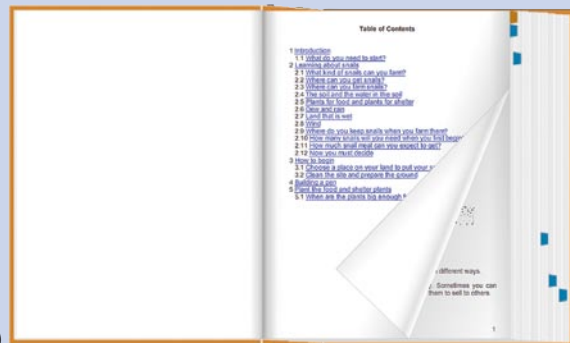 Table of Contents
1 Introduction
1.1 What do you need to start?
2 Learning about snails
2:1 What kind of snails can you farm?
2:2 Where can you get snails?
2:3 Where can you farm snails?
2:4 The soil and the water in the soil
2:5 Plants for food and plants for shelter
2:6 Dew and rain
2:7 Land that is wet
2:8 Wind
2:9 Where do you keep snails when you farm them?
2:10 How many snails will you need when you first begin
2:11 How much snail meat can you expect to get?
2:12 Now you must decide
3 How to begin
3.1 Choose a place on your land to put your
3.2 Clean the site and prepare the ground
4 Building a pen
5 Plant the food and shelter plants
5.1 When are the plants big enough
different ways.
Sometimes you can
them to sell to others
1